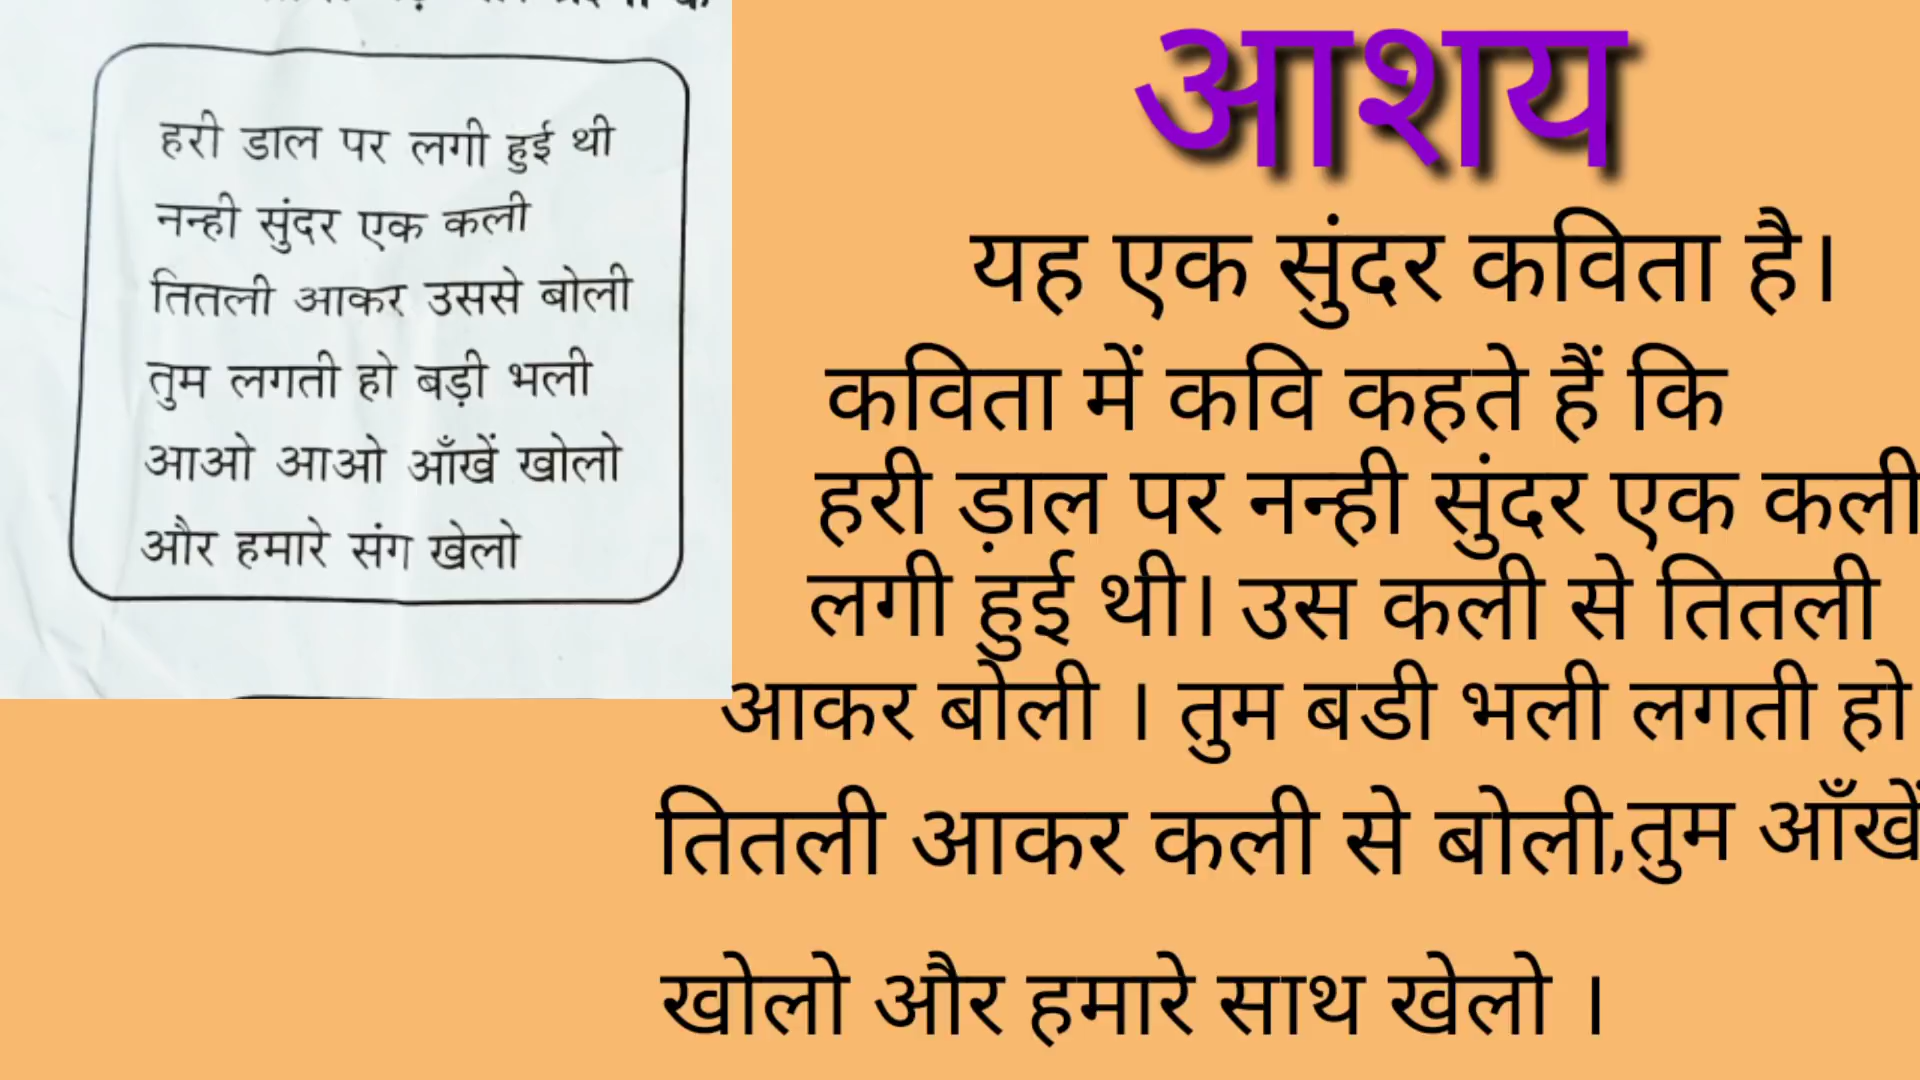 हरी डाल पर लगी हुई थी
नन्ही सुंदर एक कली
तितली आकर उससे बोली
तुम लगती हो बड़ी भली
आओ आओ आँखें खोलो
और हमारे संग खेलो
आशय
यह एक सुंदर कविता है।
कविता में कवि कहते हैं कि
हरी ड़ाल पर नन्ही सुंदर एक कली
लगी हुई थी। उस कली से तितली
आकर बोली । तुम बडी भली लगती हो
तितली आकर कली से बोली,तुम आँखें
खोलो और हमारे साथ खेलो ।